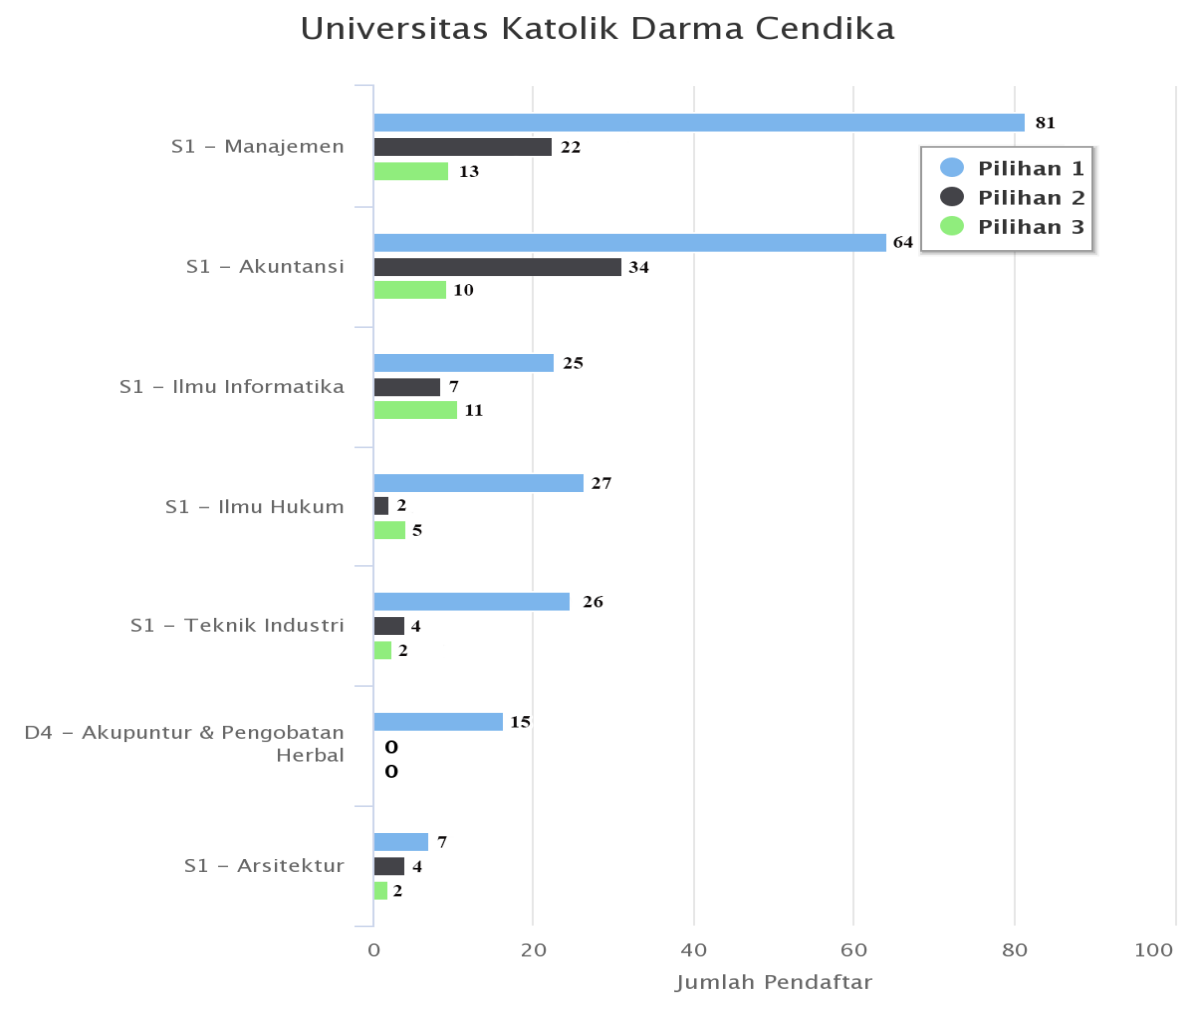 Universitas Katolik Darma Cendika
S1 – Manajemen
81
22
13
Pilihan 1
Pilihan 2
Pilihan 3
S1 – Akuntansi
64
34
10
S1 – Ilmu Informatika
25
7
11
S1 – Ilmu Hukum
27
2
5
S1 – Teknik Industri
26
4
2
D4 – Akupuntur & Pengobatan
Herbal
15
0
0
S1 – Arsitektur
7
4
2
0 20 40 60 80 100
Jumlah Pendaftar